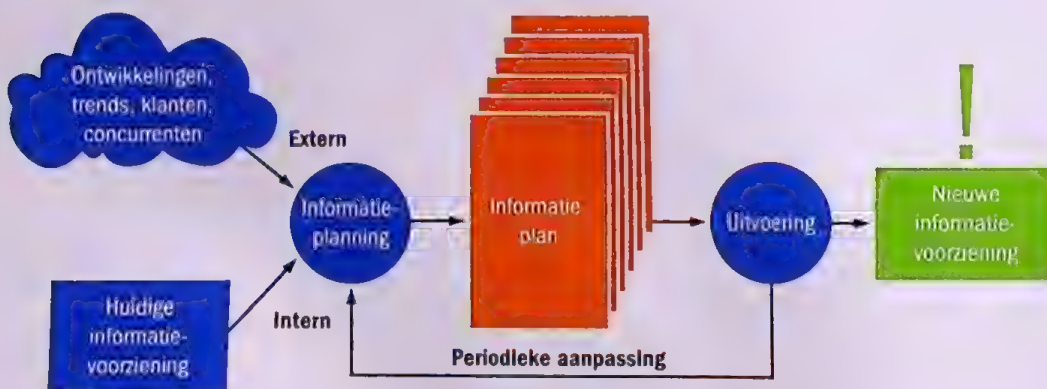 Ontwikkelingen,
trends, klanten,
concurrenten
Extern
Informatie-
planning
Informatie
plan
Uitvoering
!
Nieuwe
informatie-
voorziening
Huidige
informatie-
voorziening
Intern
Periodieke aanpassing